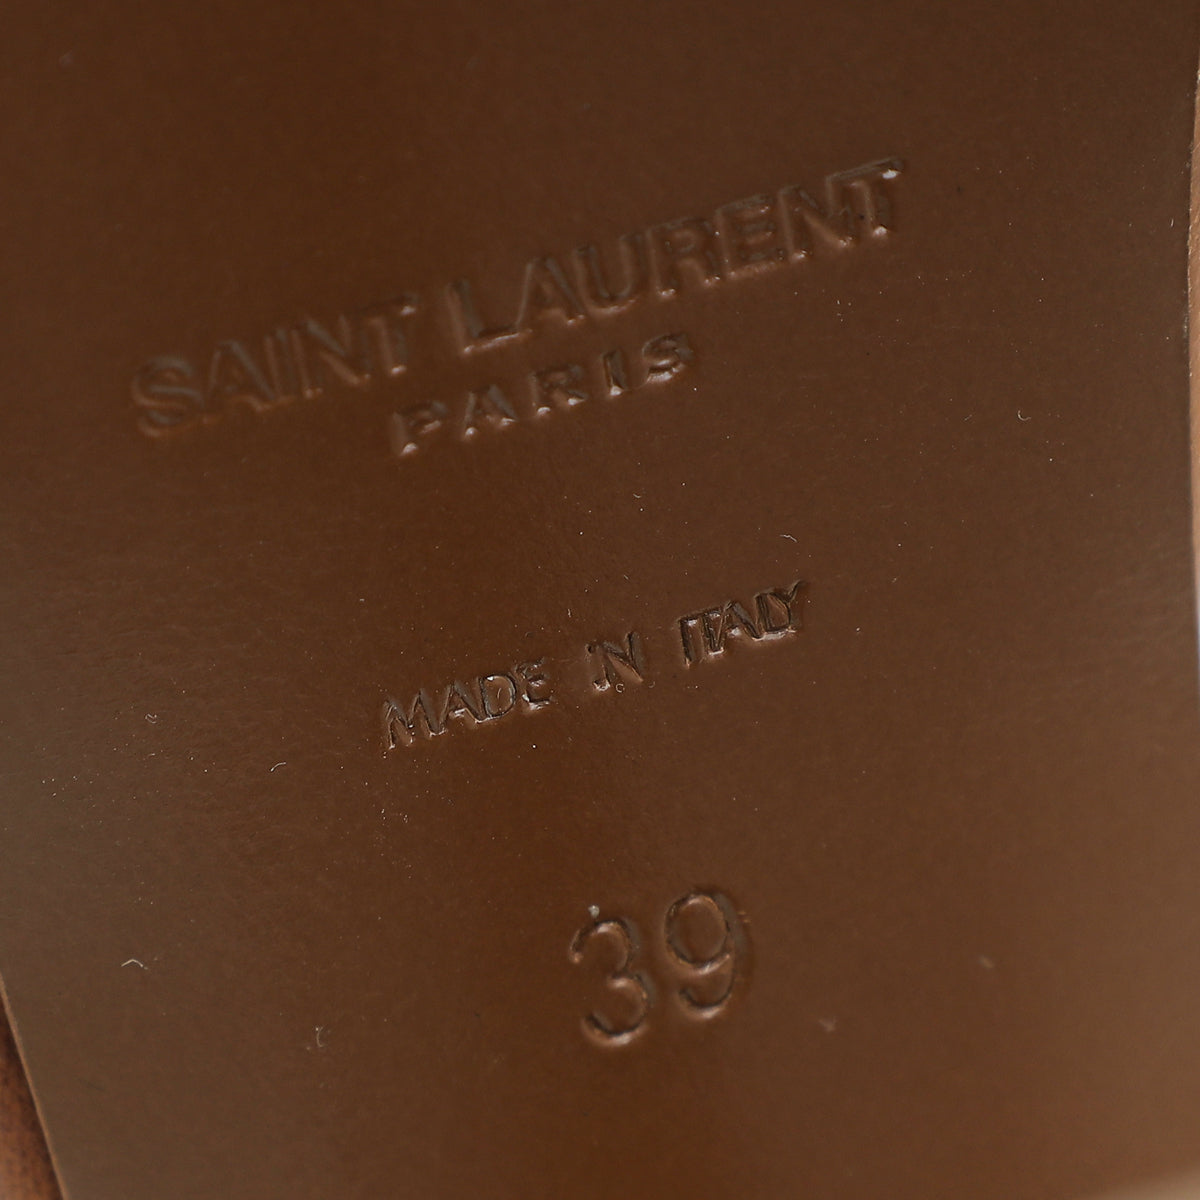 SAINT LAURENT
PARIS
MADE IN ITALY
39